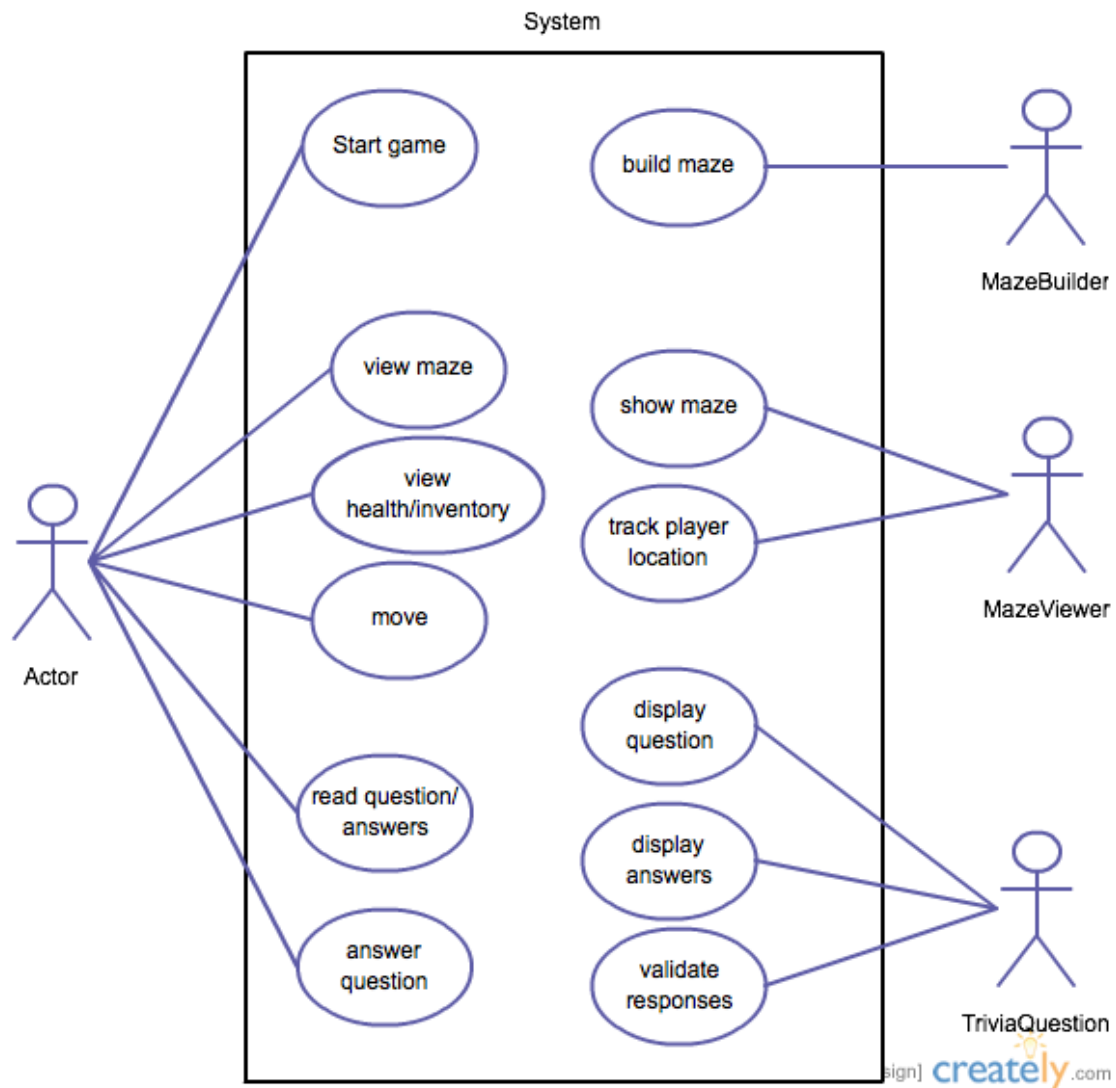 System
Start game
build maze
MazeBuilder
view maze
show maze
view
health/inventory
track player
location
MazeViewer
move
Actor
display
question
read question/
answers
display
answers
answer
question
validate
responses
TriviaQuestion
sign] creately.com